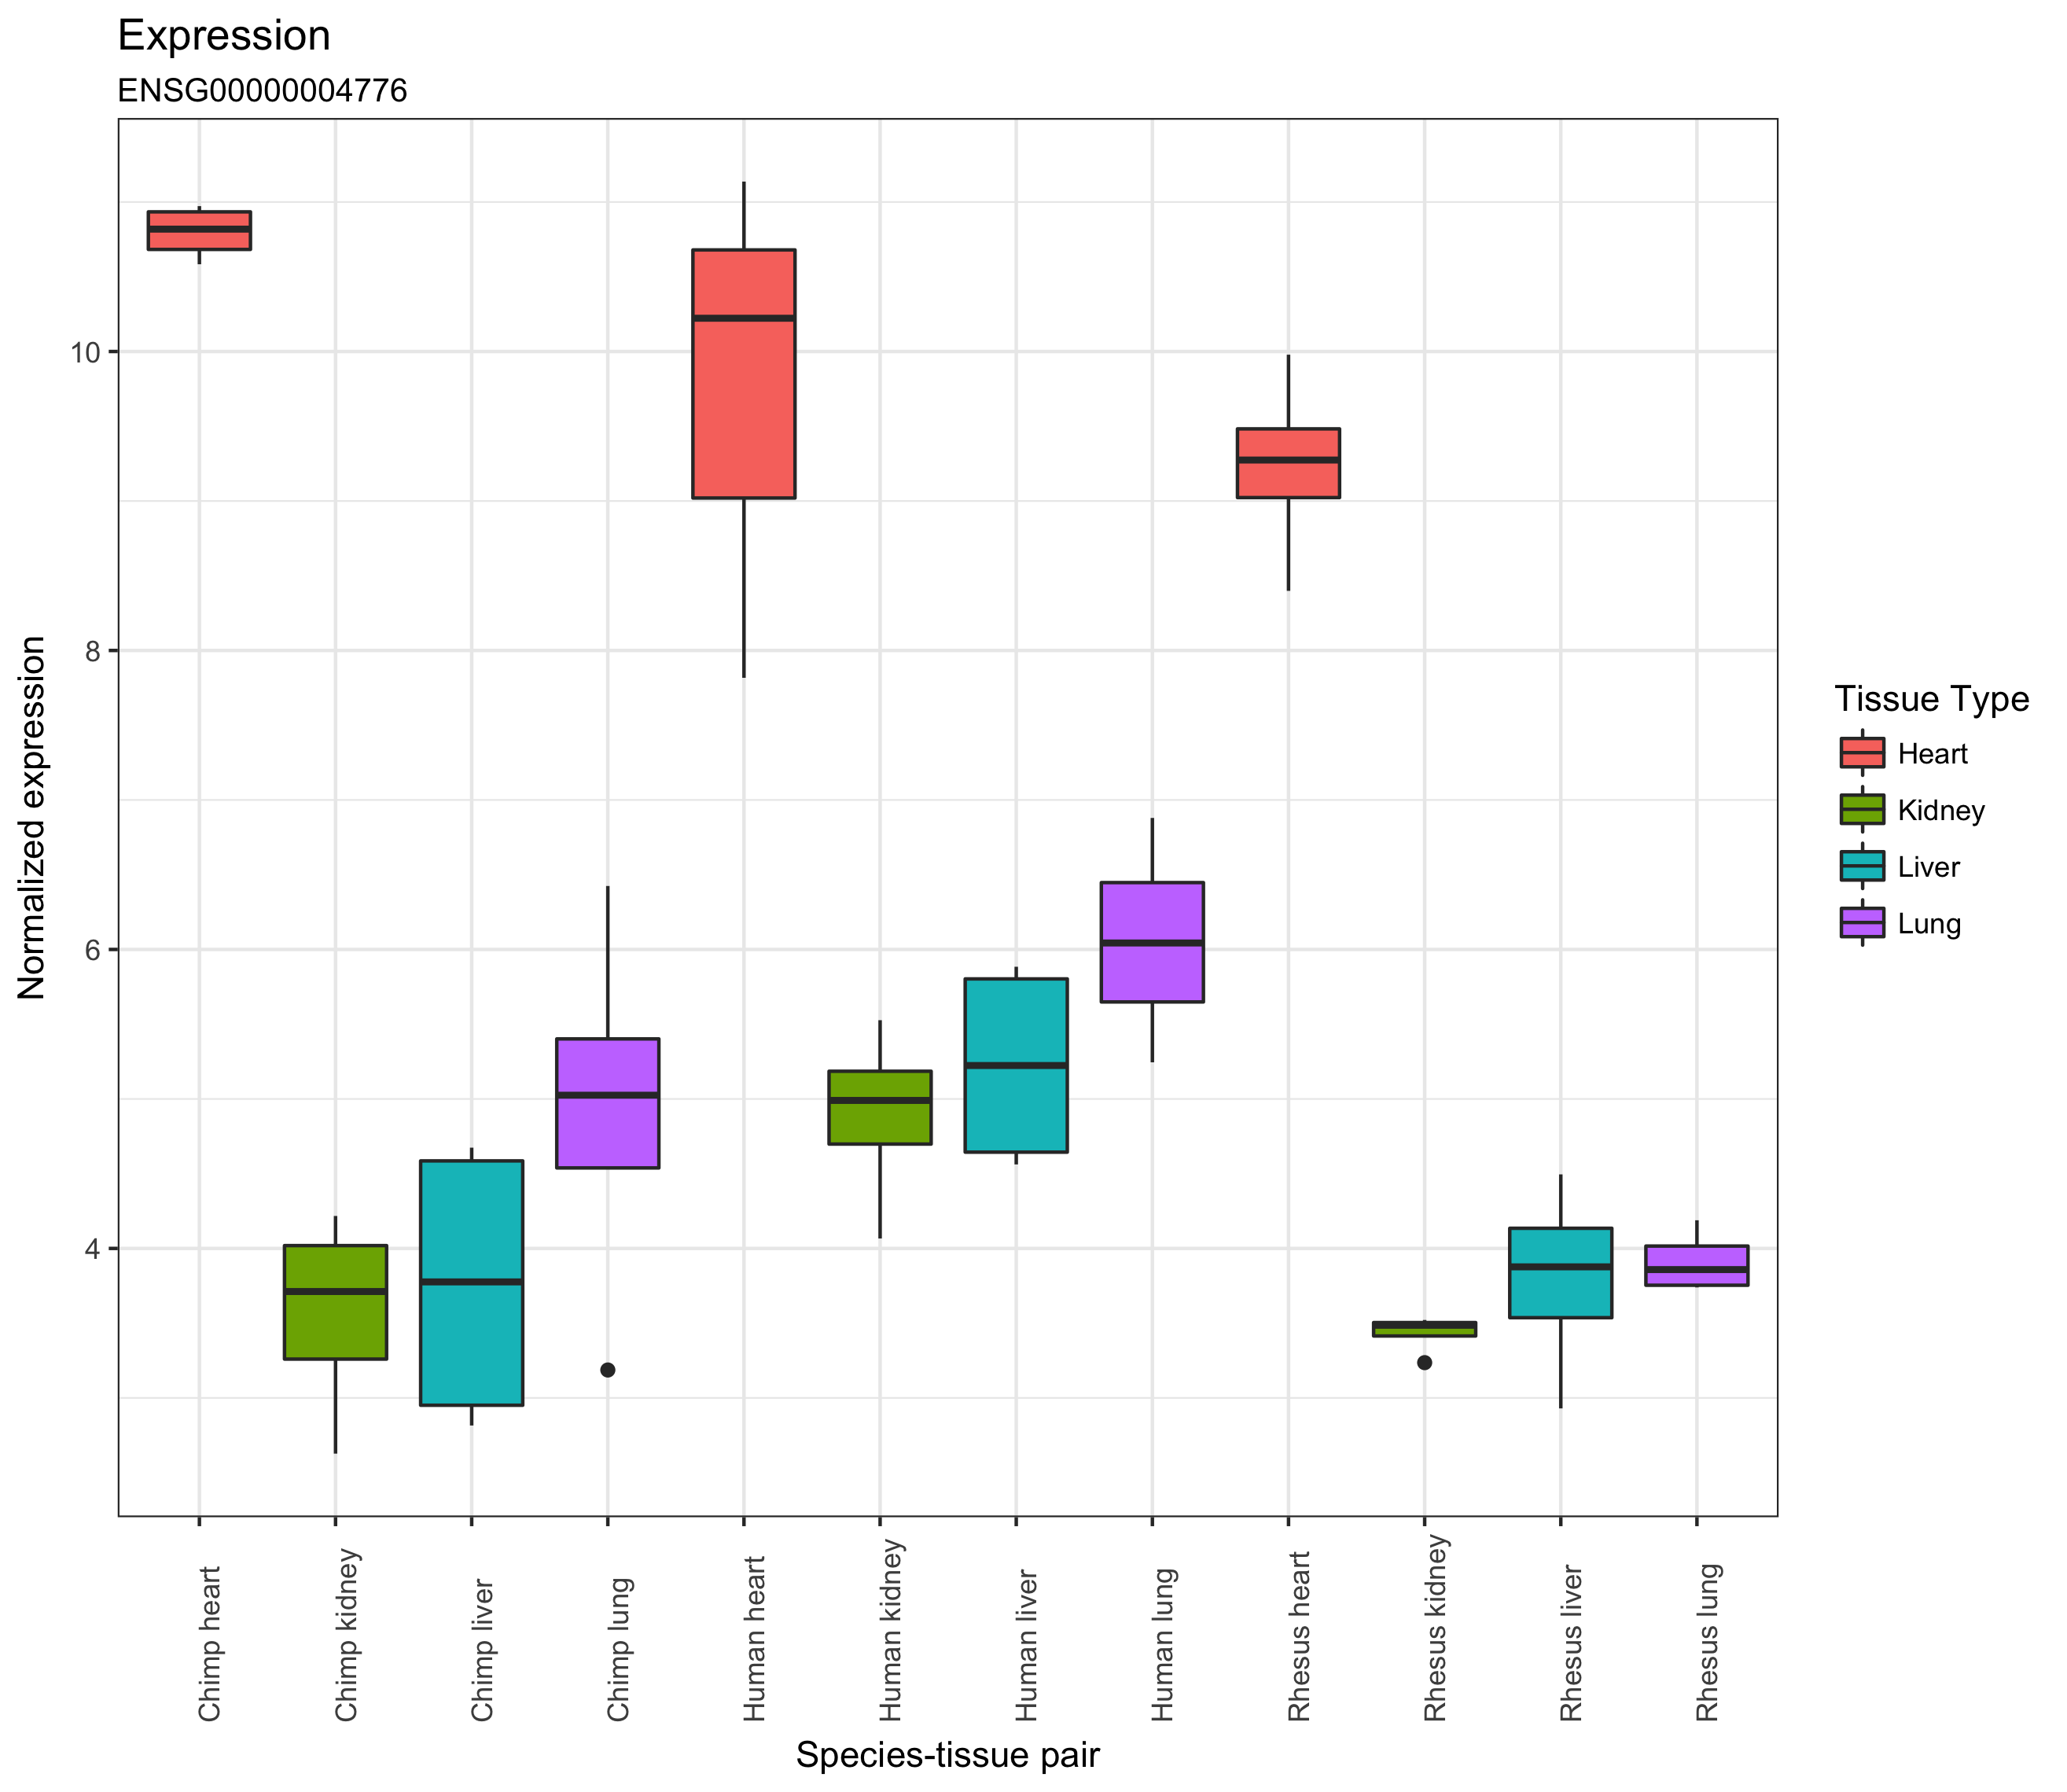 Expression
ENSG00000004776
10
8
6
4
Normalized expression
Chimp heart
Chimp kidney
Chimp liver
Chimp lung
Human heart
Human kidney
Human liver
Human lung
Rhesus heart
Rhesus kidney
Rhesus liver
Rhesus lung
Species-tissue pair
Tissue Type
Heart
Kidney
Liver
Lung